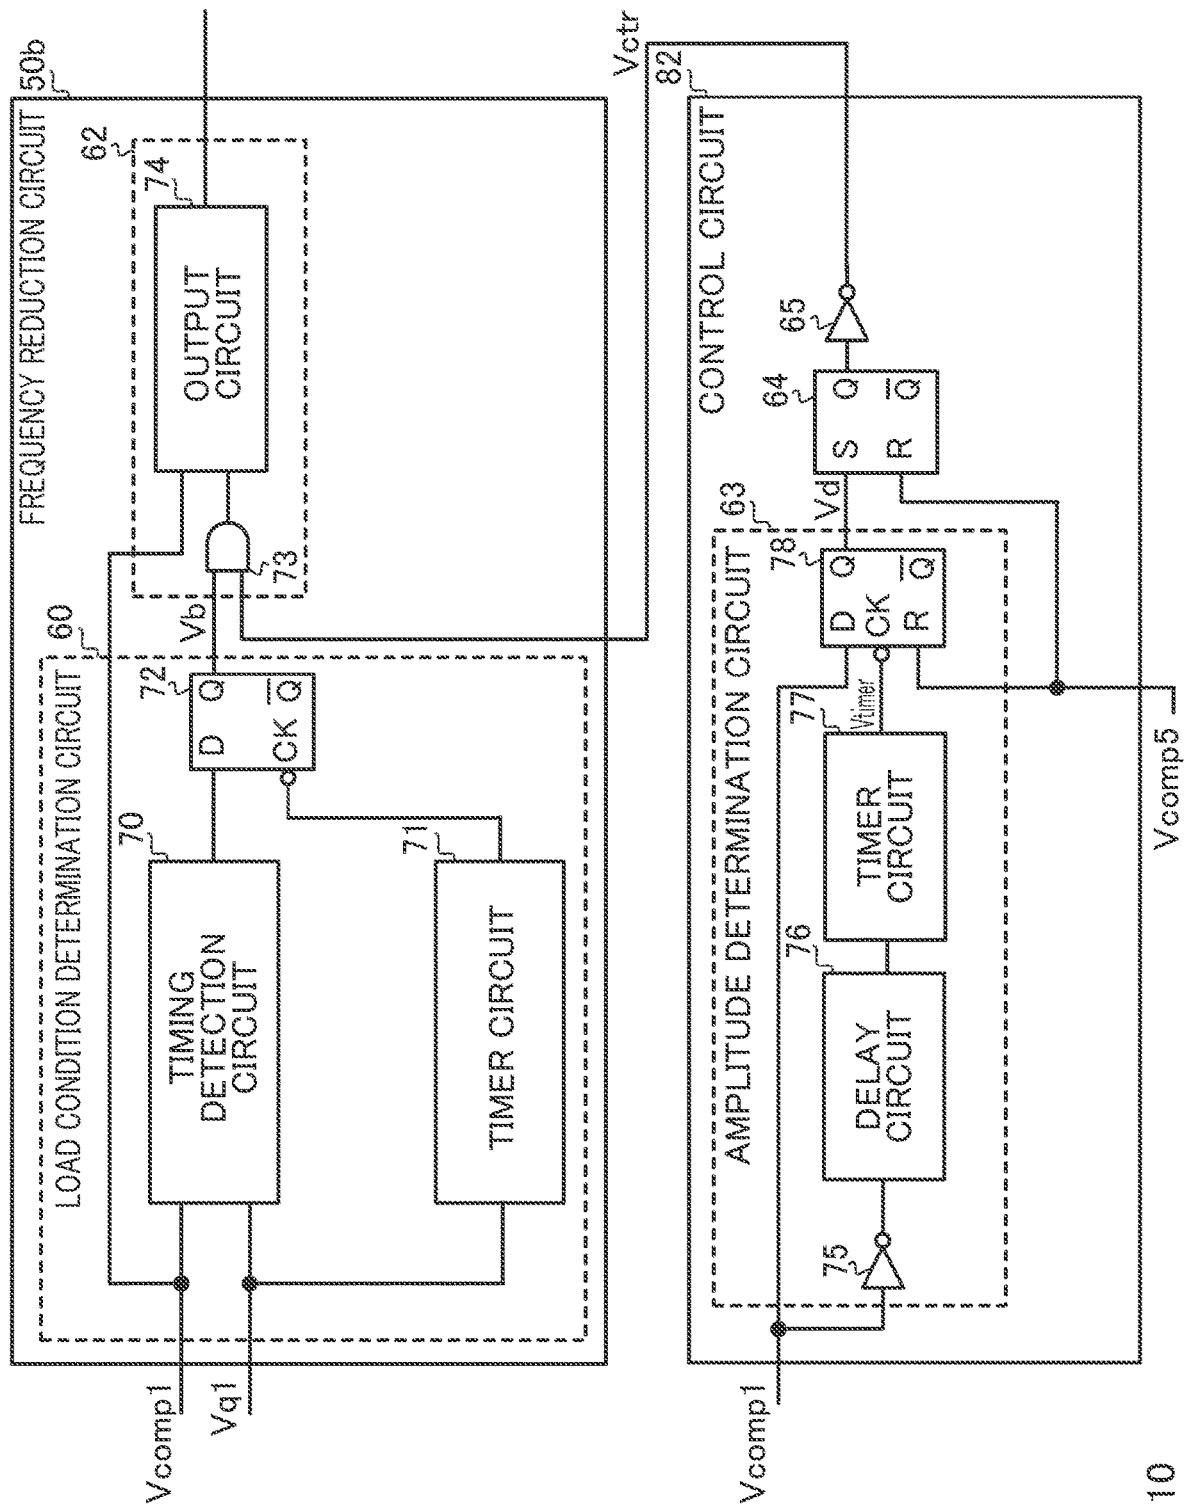 FREQUENCY REDUCTION CIRCUIT 50b
LOAD CONDITION DETERMINATION CIRCUIT 60
Vcomp1
Vq1
TIMING
DETECTION
CIRCUIT
70
TIMER CIRCUIT
71
72
D Q
CK Q
Vb
73
62
74
OUTPUT
CIRCUIT
Vctr
82
CONTROL CIRCUIT
AMPLITUDE DETERMINATION CIRCUIT 63
Vcomp1
75
DELAY
CIRCUIT
76
TIMER
CIRCUIT
77
Vtimer
78
D Q
CK
R Q
Vd
64
S Q
R Q
65
Vcomp5
10